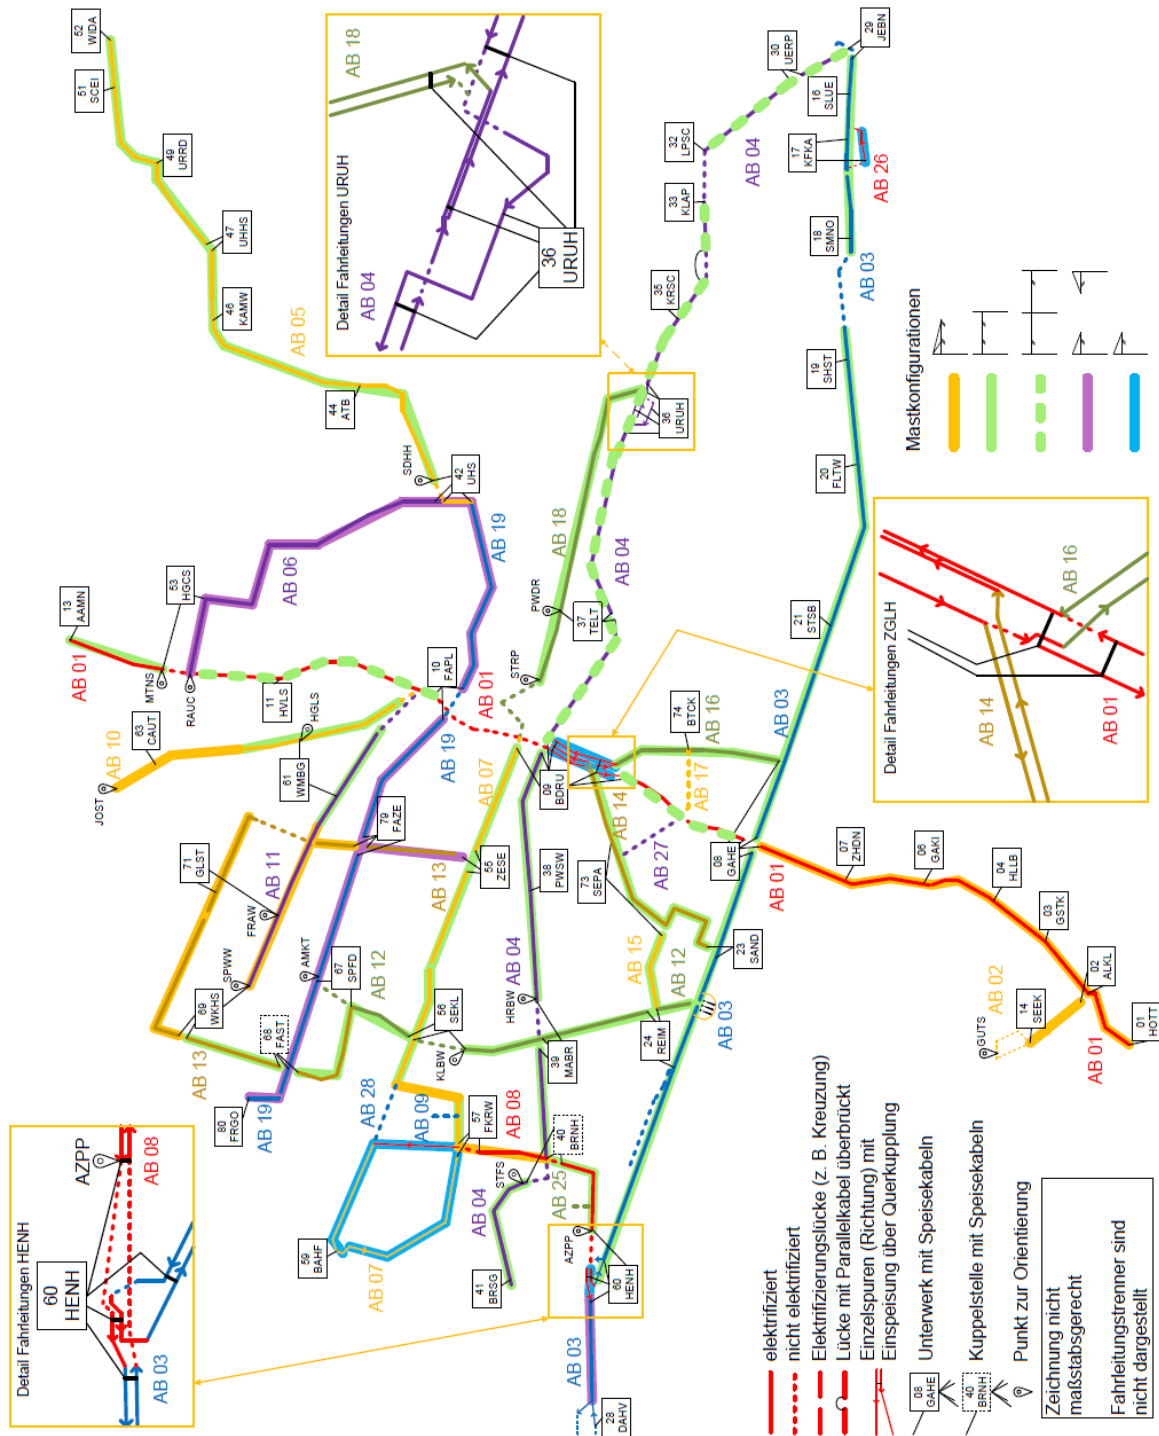 Detail Fahrleitungen HENH
60
HENH
AZPP
AB 08
AB 03
80
FRGO
AB 19
AB 13
68
FAST
69
WKHS
71
GLST
SPWW
FRAW
AB 11
AMKT
67
SPFD
AB 12
79
FAZE
AB 13
55
ZESE
JOST
AB 10
63
CAUT
HGLS
61
WMBG
AB 01
13
AAMN
MTNS
53
HGCS
RAUC
11
HVLS
AB 06
10
FAPL
AB 01
AB 19
AB 19
AB 07
SDHH
42
UHS
44
ATB
AB 05
46
KAMW
47
UHHS
49
URRD
51
SCEI
52
WIDA
Detail Fahrleitungen URUH
AB 04
AB 18
36
URUH
59
BAHF
AB 07
AB 28
AB 09
57
FKRW
AB 08
56
SEKL
KLBW
40
BRNH
STFS
AB 04
41
BRSG
AB 25
AZPP
60
HENH
AB 03
28
DAHV
39
MABR
HRBW
AB 04
38
PWSW
24
REIM
AB 15
AB 12
AB 03
23
SAND
73
SEPA
AB 14
09
BDRU
STRP
PWDR
AB 18
37
TELT
AB 04
36
URUH
35
KRSC
33
KLAP
32
LPSC
AB 04
30
UERP
29
JEBN
16
SLUE
17
KFKA
AB 26
18
SMNO
AB 03
19
SHST
20
FLTW
21
STSB
AB 03
AB 16
74
BTCK
AB 17
AB 27
08
GAHE
AB 01
07
ZHDN
06
GAKI
04
HLLB
03
GSTK
02
ALKL
01
HOTT
AB 01
AB 02
14
SEEK
GUTS
Detail Fahrleitungen ZGLH
AB 14
AB 01
AB 16
Mastkonfigurationen
elektrifiziert
nicht elektrifiziert
Elektrifizierungslücke (z. B. Kreuzung)
Lücke mit Parallelkabel überbrückt
Einzelspuren (Richtung) mit
Einspeisung über Querkupplung
08
GAHE
Unterwerk mit Speisekabeln
40
BRNH
Kuppelstelle mit Speisekabeln
Punkt zur Orientierung
Zeichnung nicht
maßstabsgerecht
Fahrleitungstrenner sind
nicht dargestellt